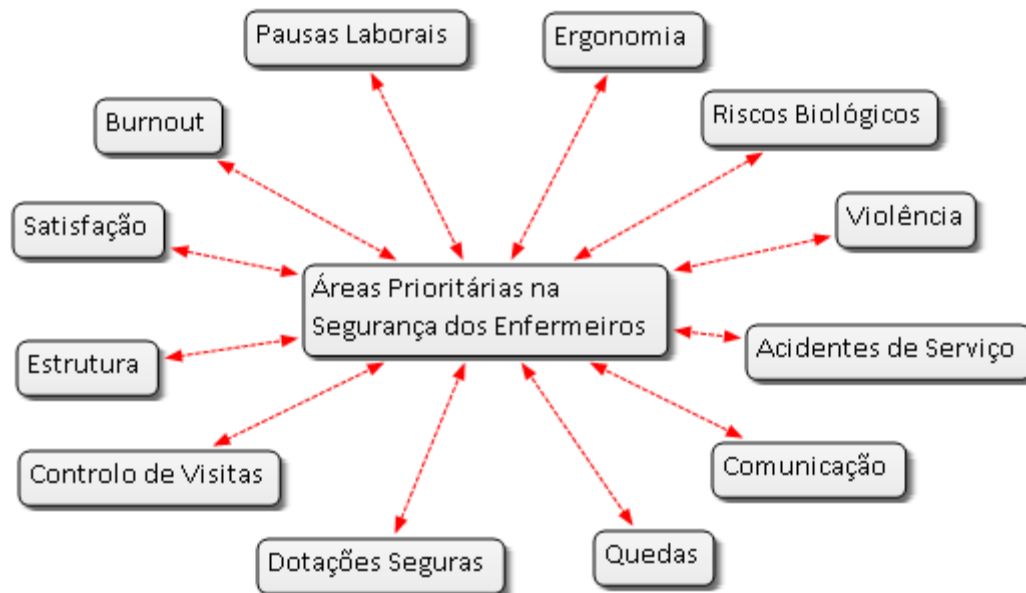 Pausas Laborais
Ergonomia
Burnout
Riscos Biológicos
Satisfação
Violência
Áreas Prioritárias na
Segurança dos Enfermeiros
Estrutura
Acidentes de Serviço
Controlo de Visitas
Comunicação
Dotações Seguras
Quedas